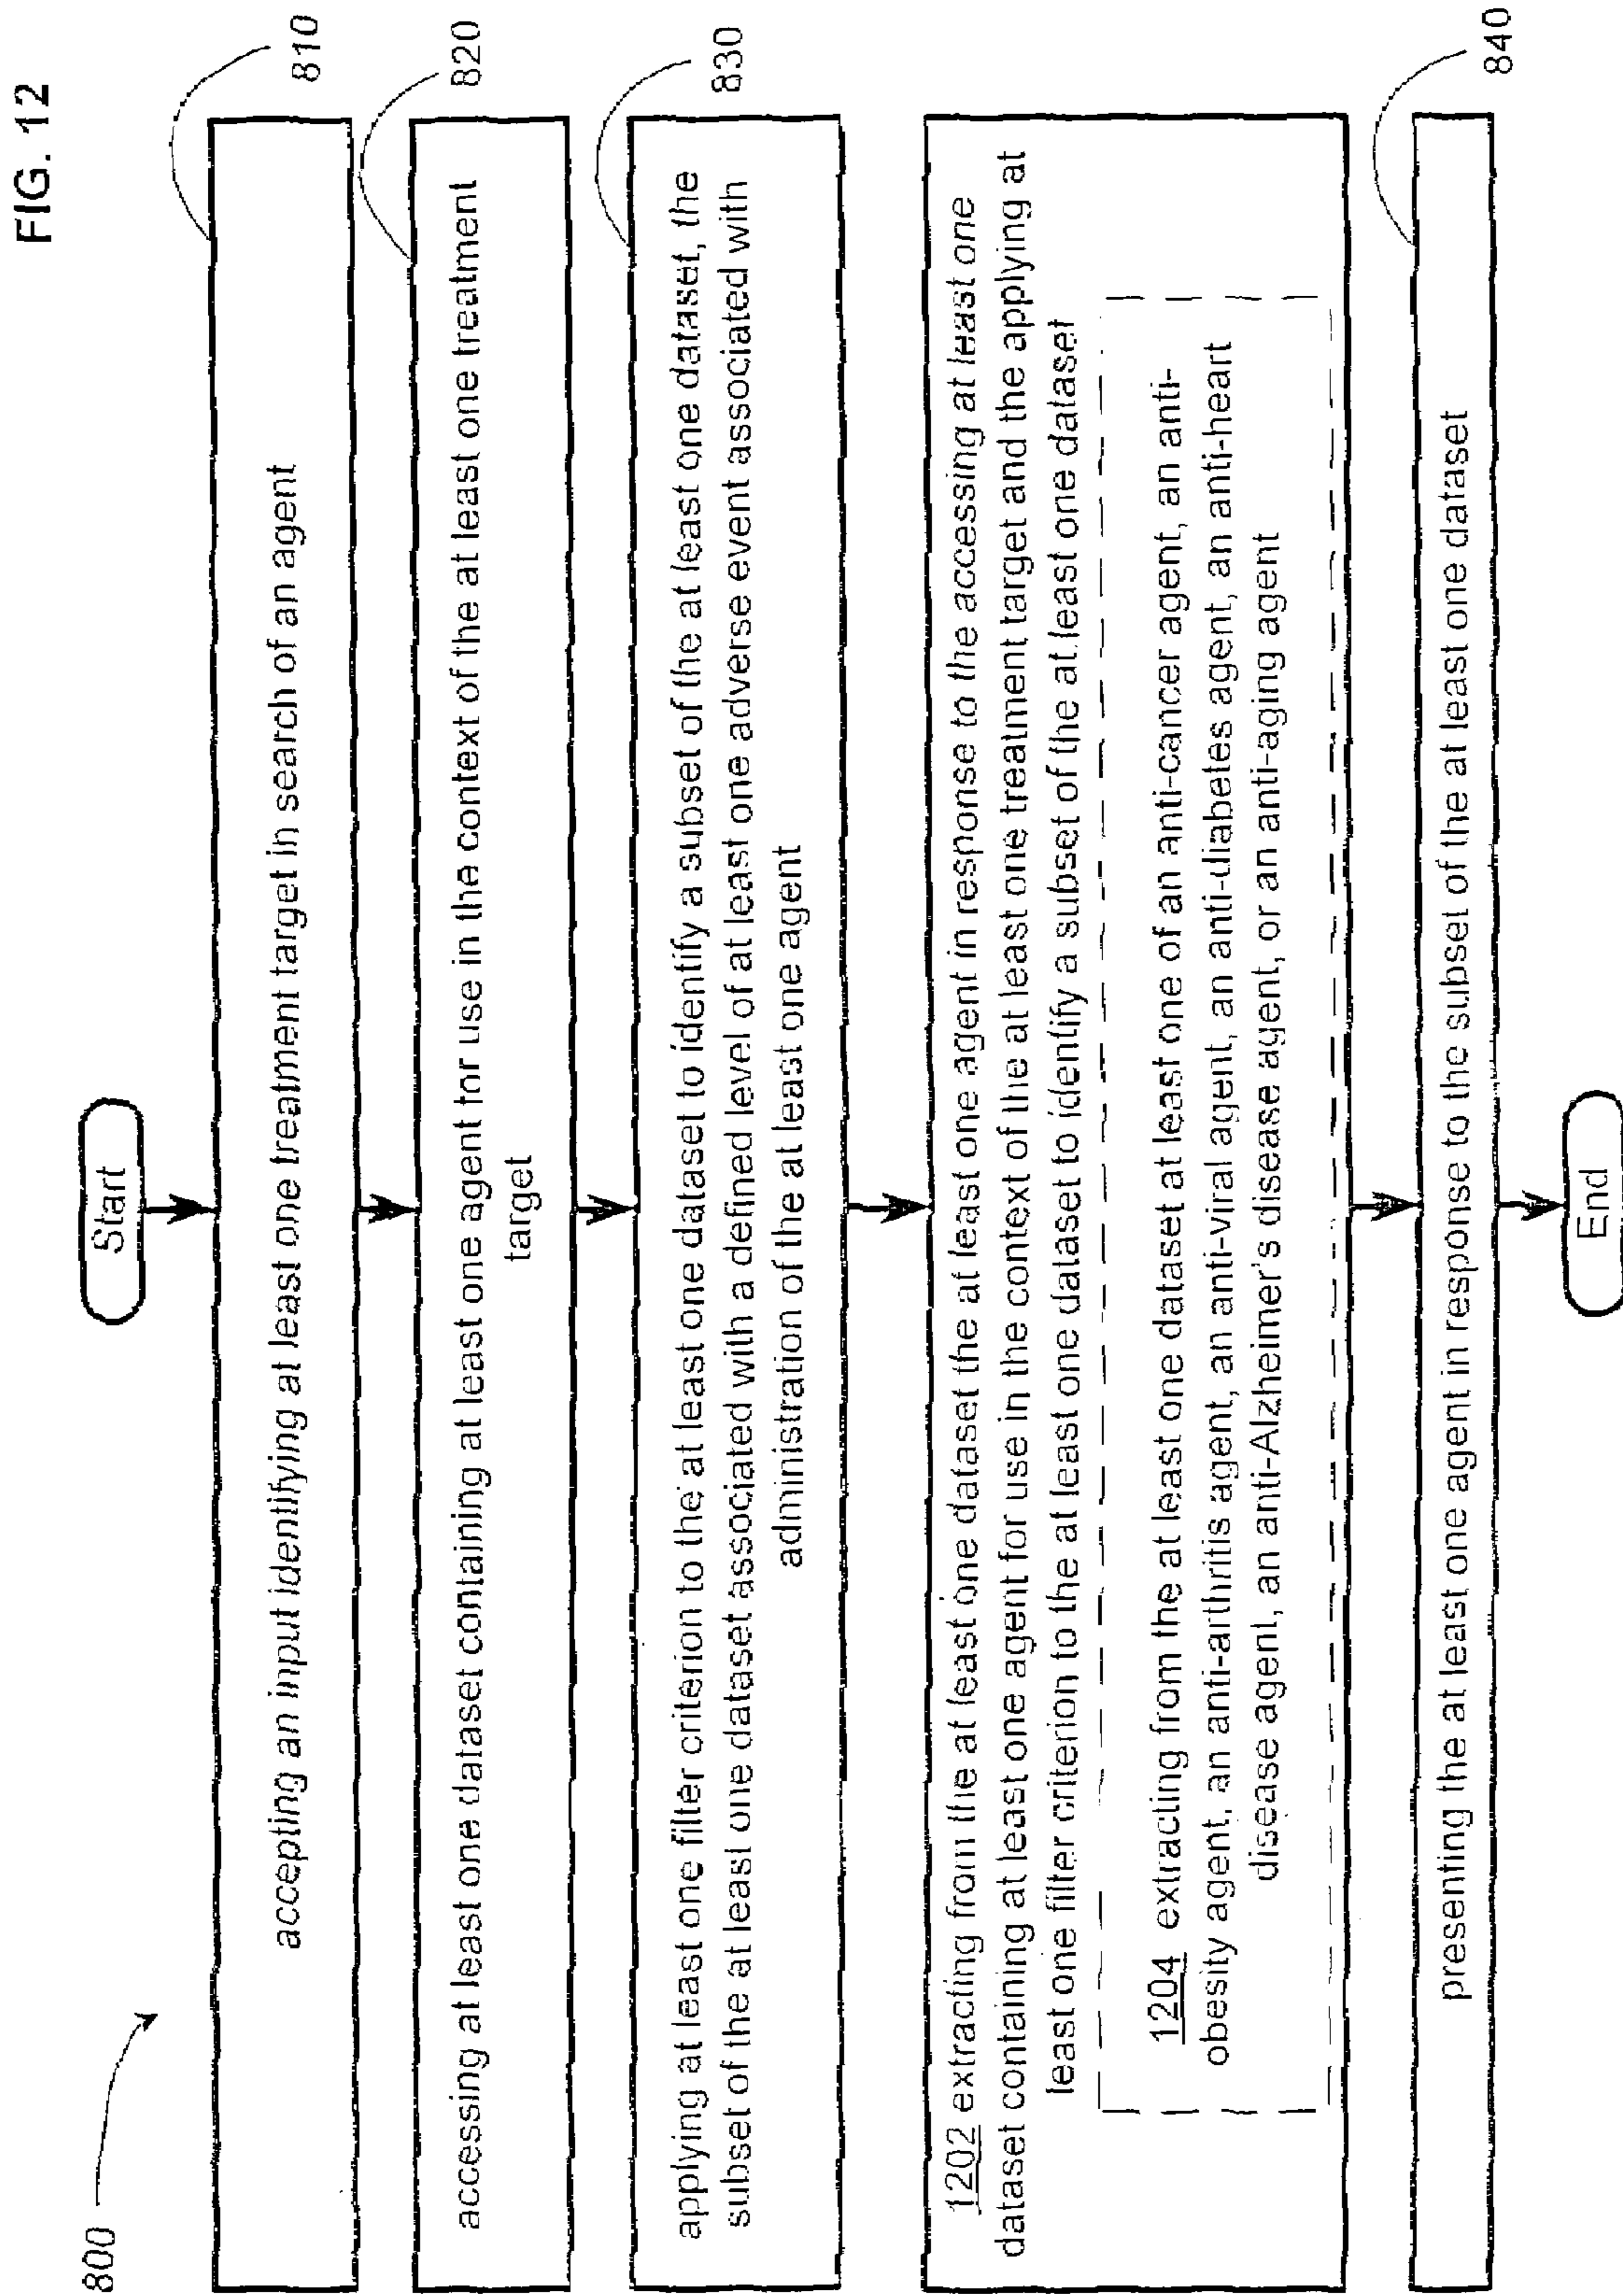 FIG. 12
800
Start
810
accepting an input identifying at least one treatment target in search of an agent
820
accessing at least one dataset containing at least one agent for use in the context of the at least one treatment
target
830
applying at least one filter criterion to the at least one dataset to identify a subset of the at least one dataset, the
subset of the at least one dataset associated with a defined level of at least one adverse event associated with
administration of the at least one agent
1202 extracting from the at least one dataset the at least one agent in response to the accessing at least one
dataset containing at least one agent for use in the context of the at least one treatment target and the applying at
least one filter criterion to the at least one dataset to identify a subset of the at least one dataset
1204 extracting from the at least one dataset at least one of an anti-cancer agent, an anti-
obesity agent, an anti-arthritis agent, an anti-viral agent, an anti-diabetes agent, an anti-heart
disease agent, an anti-Alzheimer's disease agent, or an anti-aging agent
840
presenting the at least one agent in response to the subset of the at least one dataset
End